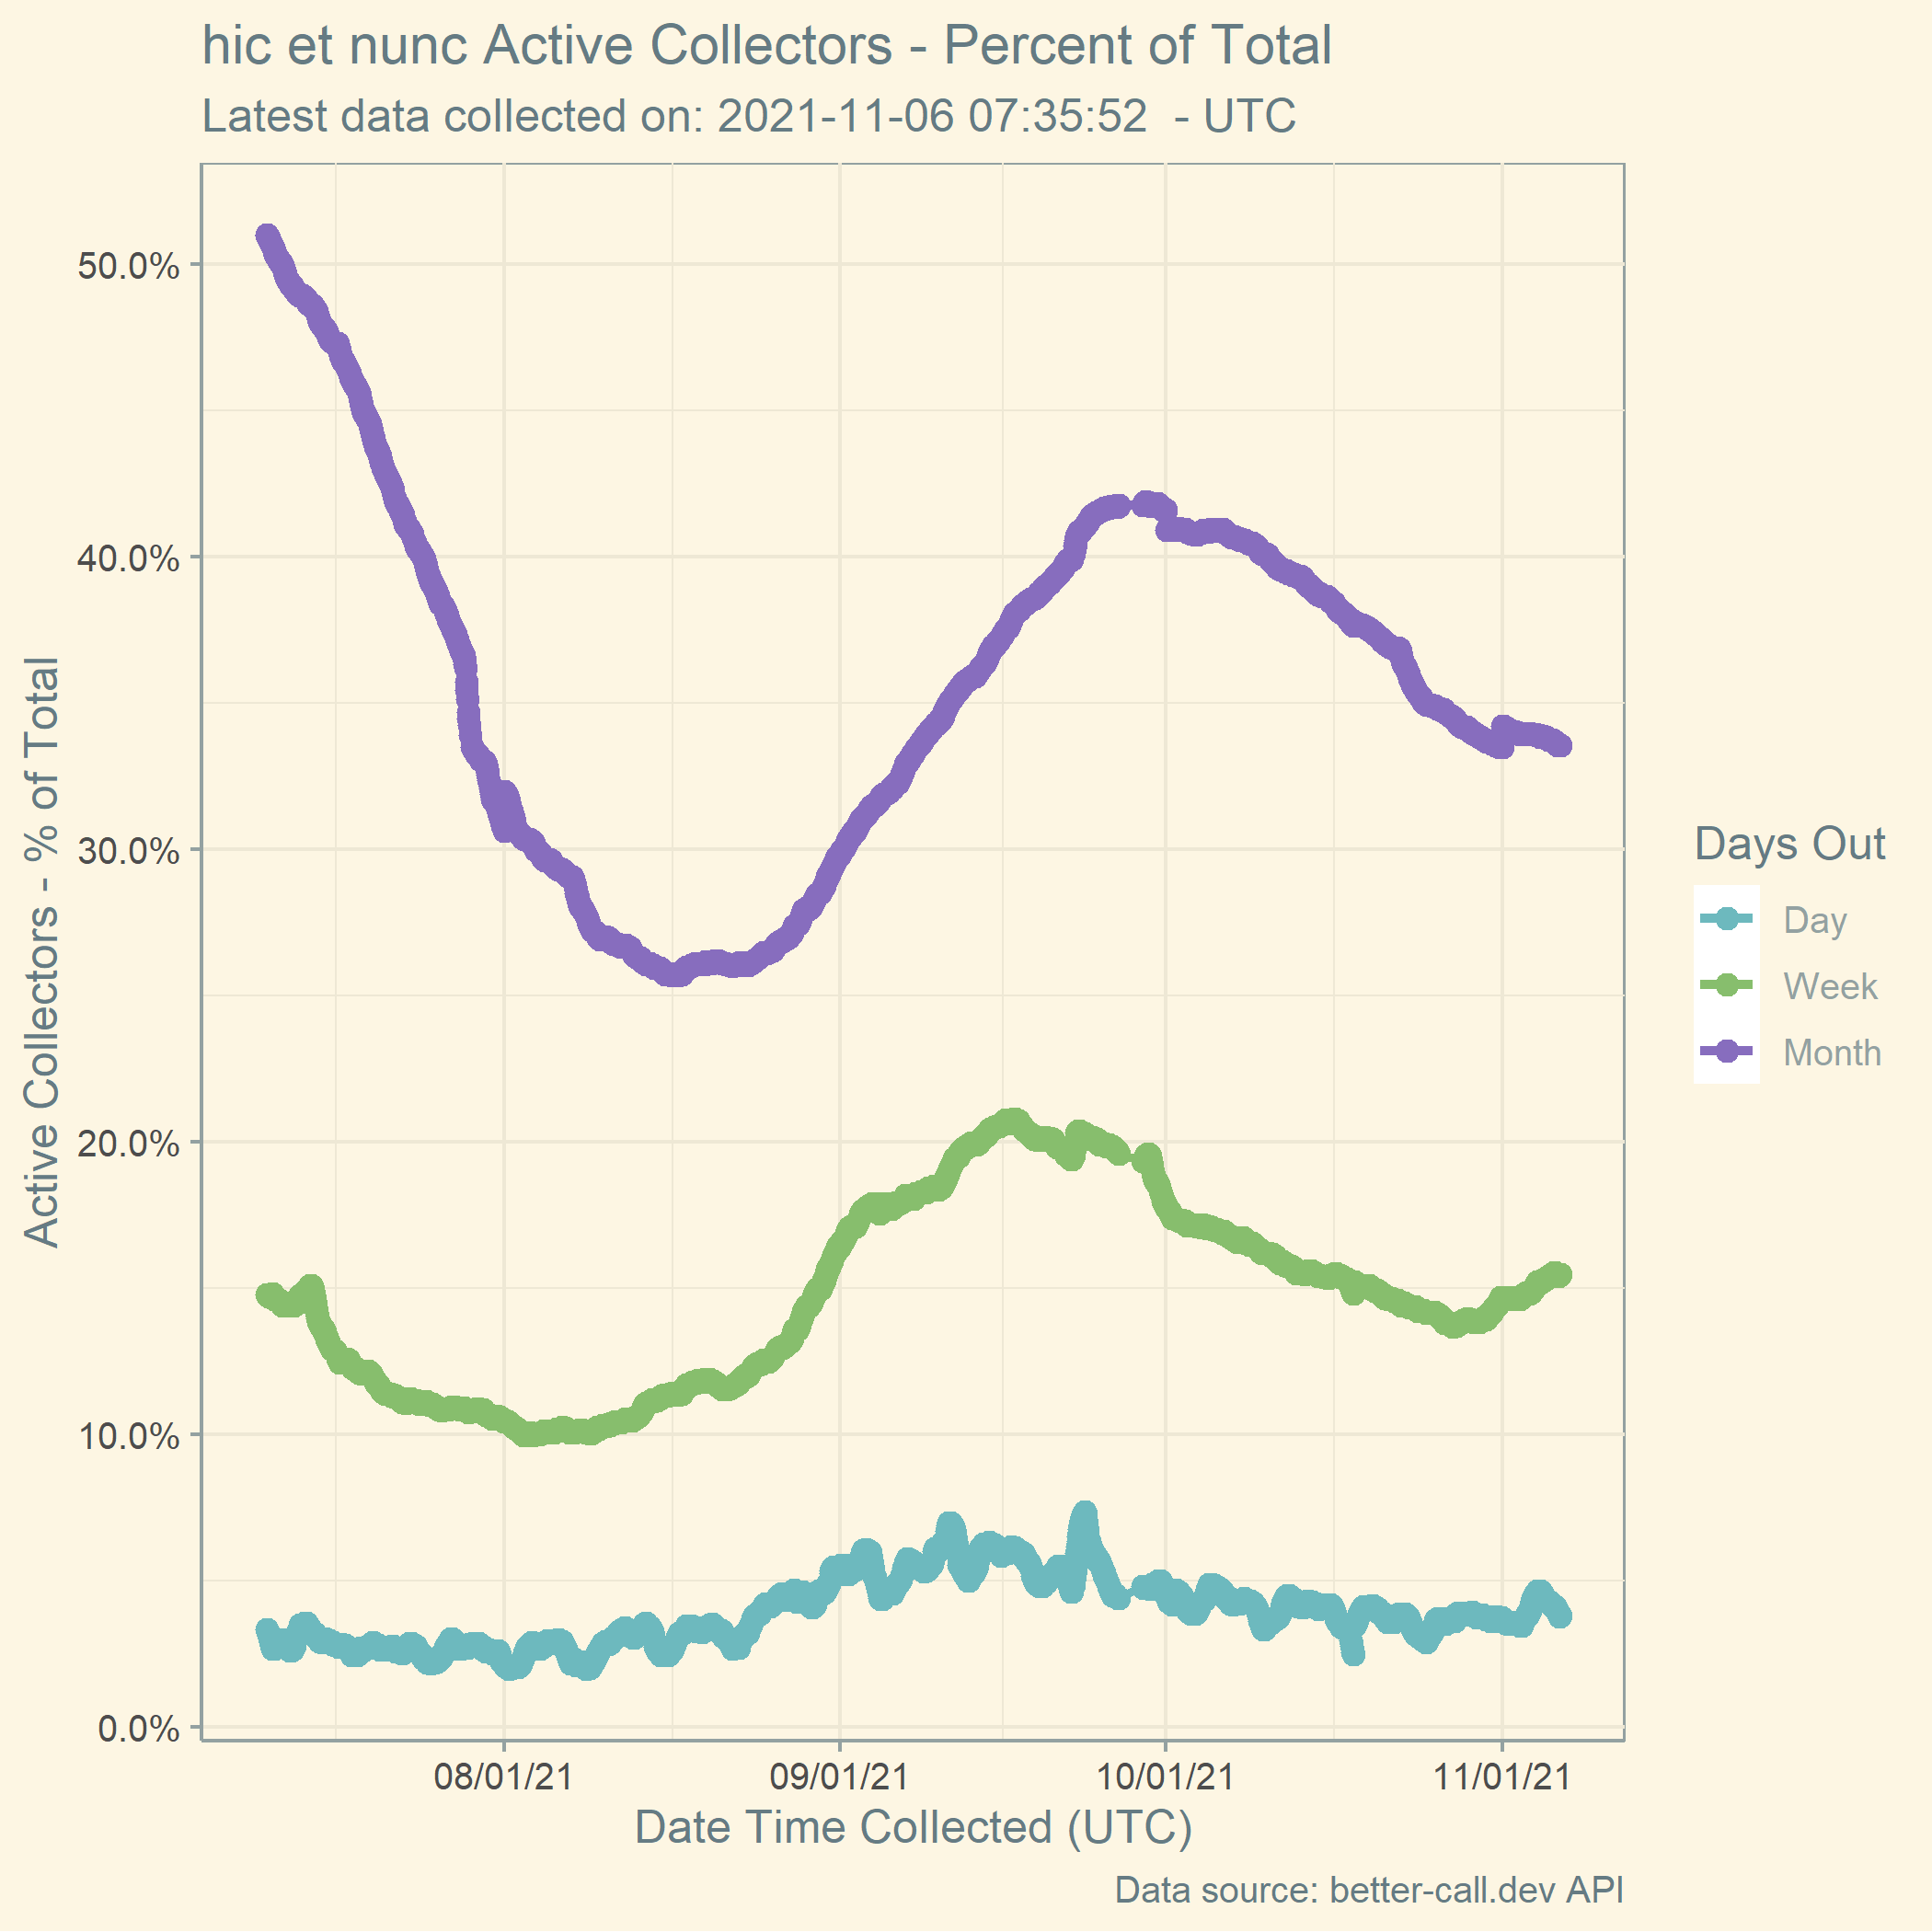 hic et nunc Active Collectors - Percent of Total
Latest data collected on: 2021-11-06 07:35:52  - UTC
Active Collectors - % of Total
50.0%
40.0%
30.0%
20.0%
10.0%
0.0%
08/01/21
09/01/21
10/01/21
11/01/21
Date Time Collected (UTC)
Days Out
Day
Week
Month
Data source: better-call.dev API